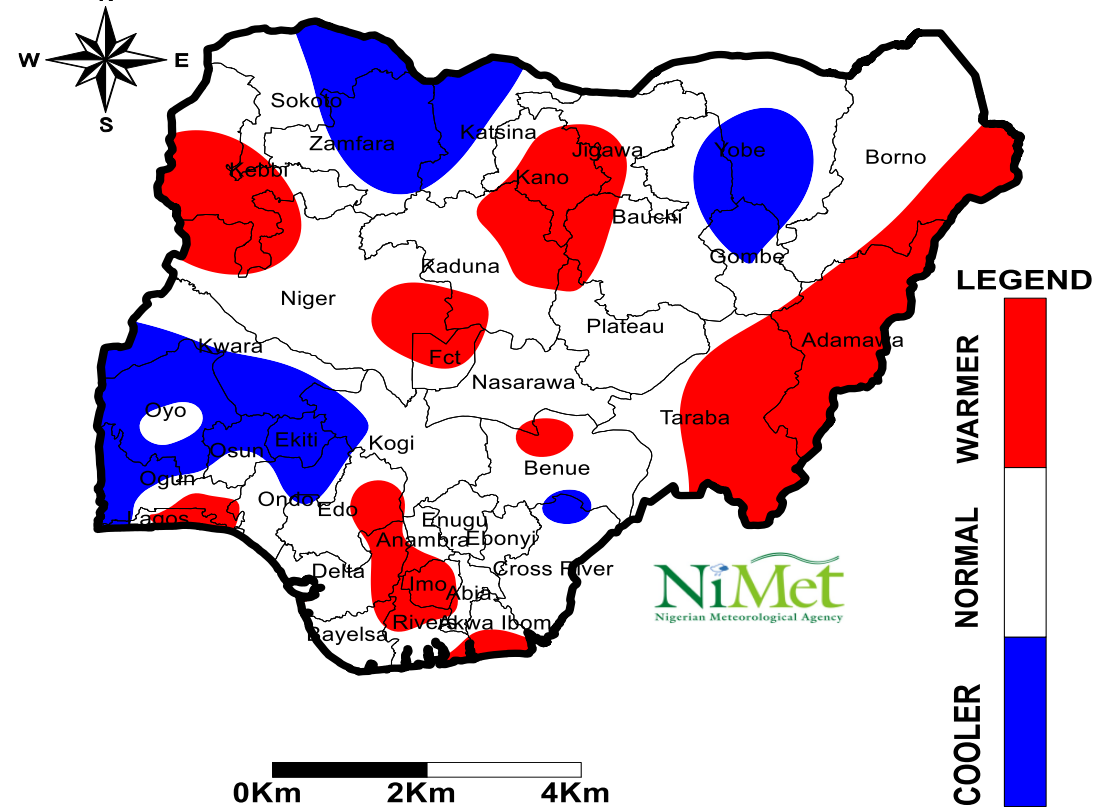 W
E
S
Sokoto
Katsina
Zamfara
Jigawa
Yobe
Borno
Kebbi
Kano
Bauchi
Gombe
Kaduna
Niger
Plateau
Adamawa
Kwara
Fct
Nasarawa
Oyo
Taraba
Ekiti
Kogi
Osun
Benue
Ogun
Ondo
Edo
Lagos
Enugu
Anambra
Ebonyi
Delta
Cross River
Imo
Abia
Rivers
Akwa Ibom
Bayelsa
LEGEND
WARMER
NORMAL
COOLER
NiMet
Nigerian Meteorological Agency
0Km 2Km 4Km